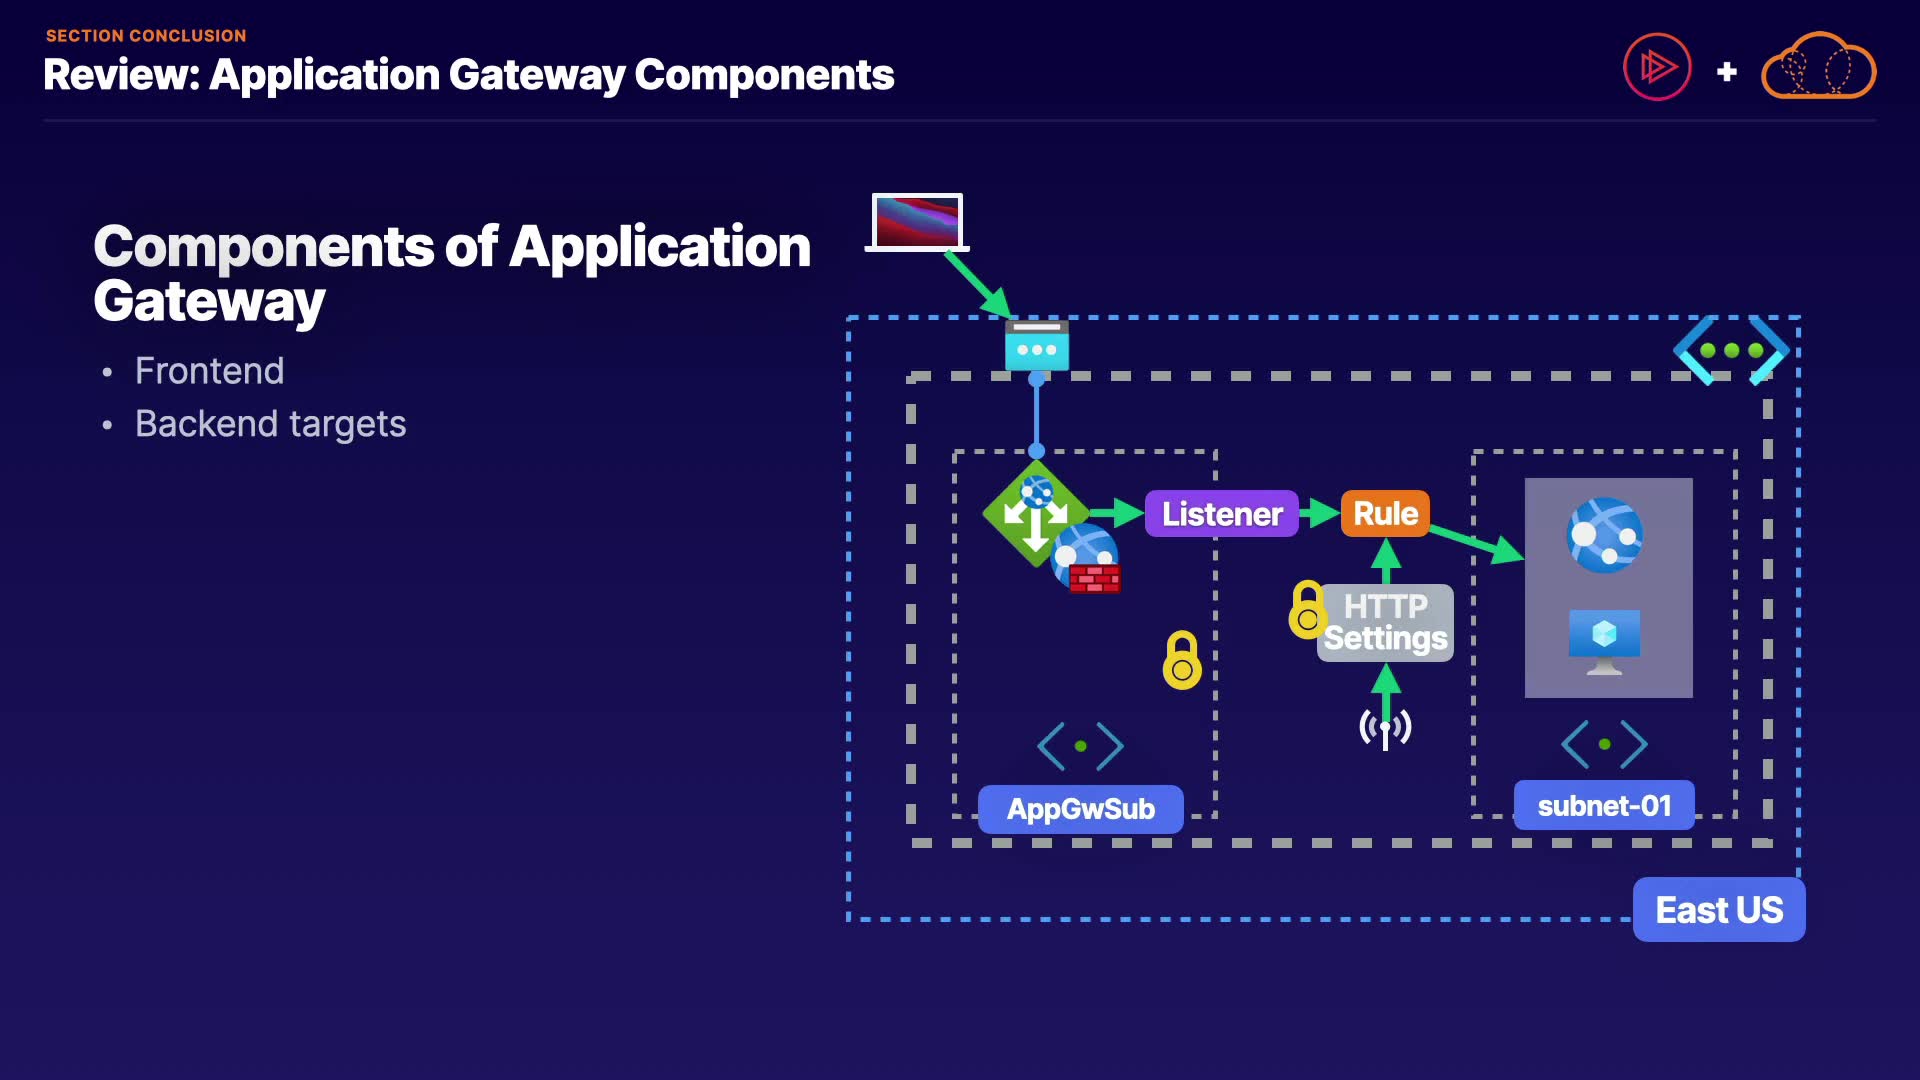 SECTION CONCLUSION
Review: Application Gateway Components
Components of Application
Gateway
• Frontend
• Backend targets
Listener
Rule
HTTP
Settings
AppGwSub
subnet-01
East US